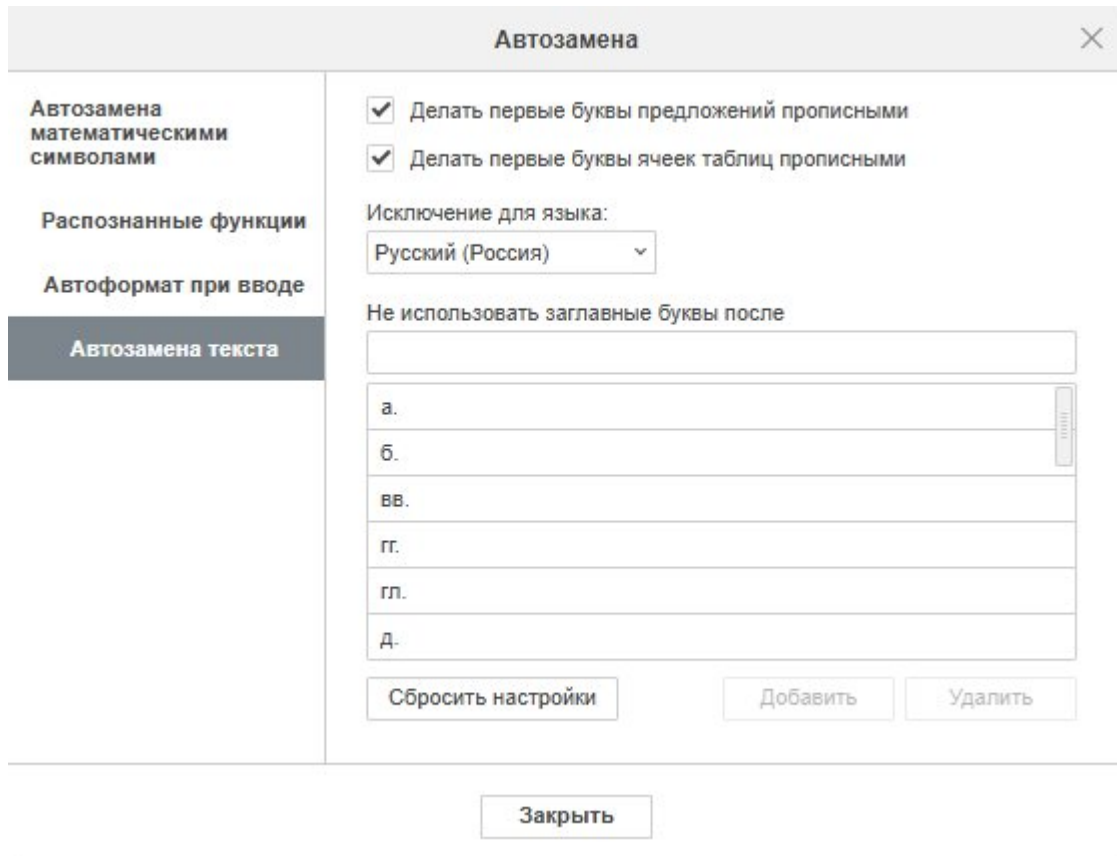 Автозамена
Автозамена
математическими
символами
Распознанные функции
Автоформат при вводе
Автозамена текста
Делать первые буквы предложений прописными
Делать первые буквы ячеек таблиц прописными
Исключение для языка:
Русский (Россия)
Не использовать заглавные буквы после
а.
б.
вв.
гг.
гл.
д.
Сбросить настройки
Добавить
Удалить
Закрыть